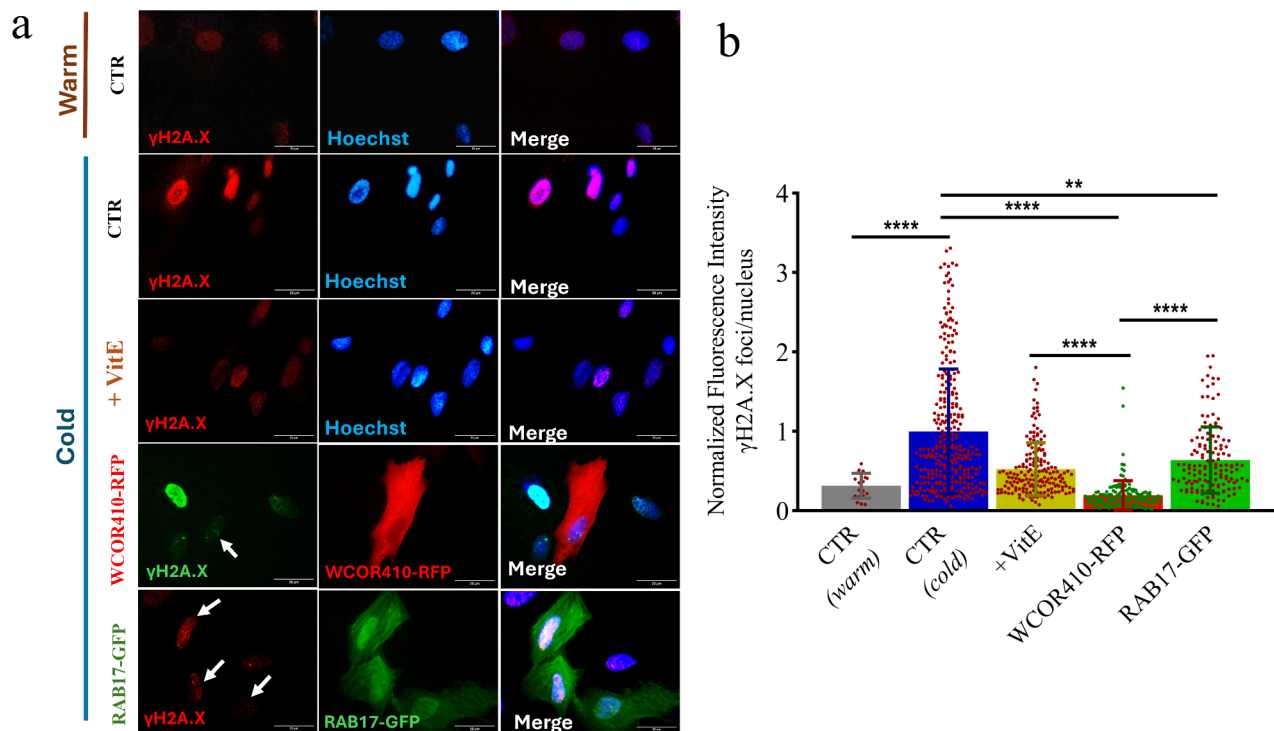 a
Warm
CTR
γH2A.X
Hoechst
Merge
Cold
CTR
γH2A.X
Hoechst
Merge
+ VitE
γH2A.X
Hoechst
Merge
WCOR410-RFP
γH2A.X
WCOR410-RFP
Merge
RAB17-GFP
γH2A.X
RAB17-GFP
Merge
b
Normalized Fluorescence Intensity
γH2A.X foci/nucleus
4
3
2
1
0
**
****
****
****
****
CTR
(warm)
CTR
(cold)
+VitE
WCOR410-RFP
RAB17-GFP